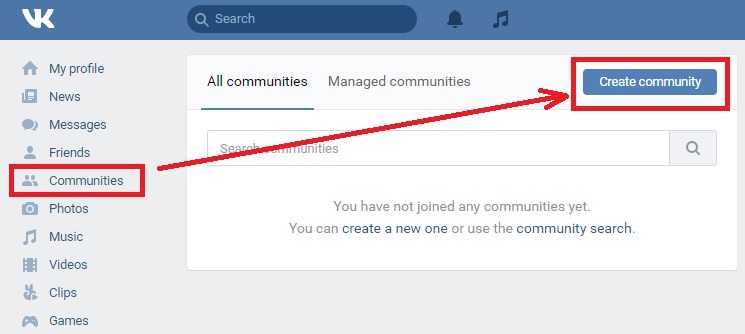 VK
Search
My profile
News
Messages
Friends
Communities
Photos
Music
Videos
Clips
Games
All communities Managed communities Create community
Search communities
You have not joined any communities yet.
You can create a new one or use the community search.